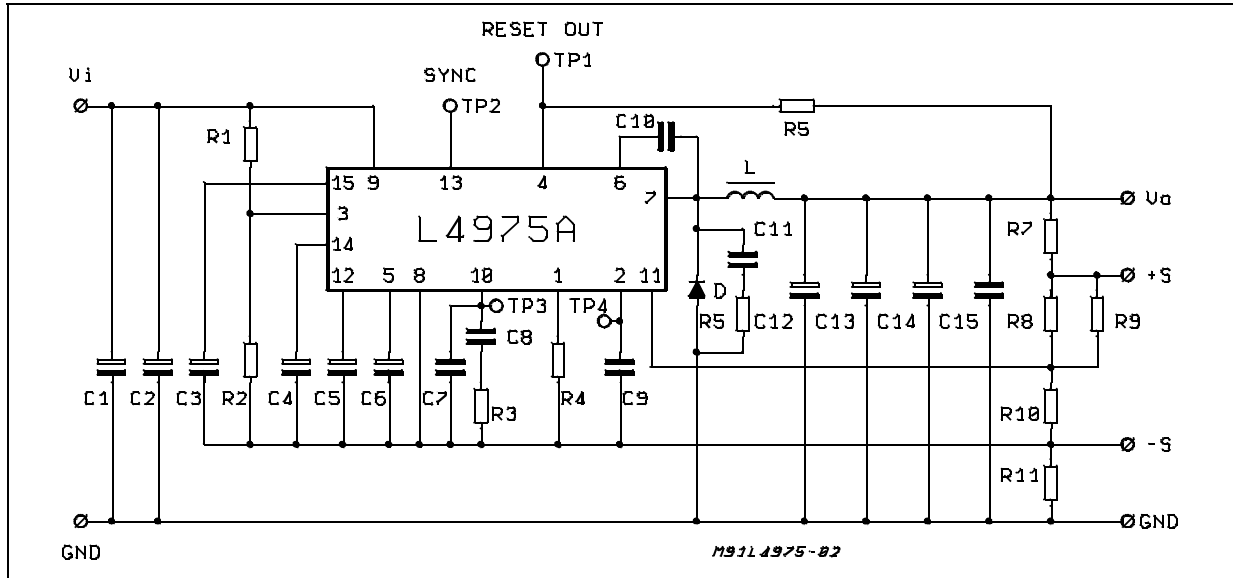 RESET OUT
TP1
Vi
SYNC
TP2
C10
R5
R1
L
15 9 13 4 6
7
Vo
3
L4975A
C11
R7
14
+S
12 5 8 10 1 2 11
TP3
TP4
D
R5
C12 C13 C14 C15
R8
R9
C8
C1 C2 C3 R2 C4 C5 C6 C7
R3
R4
C9
R10
-S
R11
GND
GND
M91L4975-02